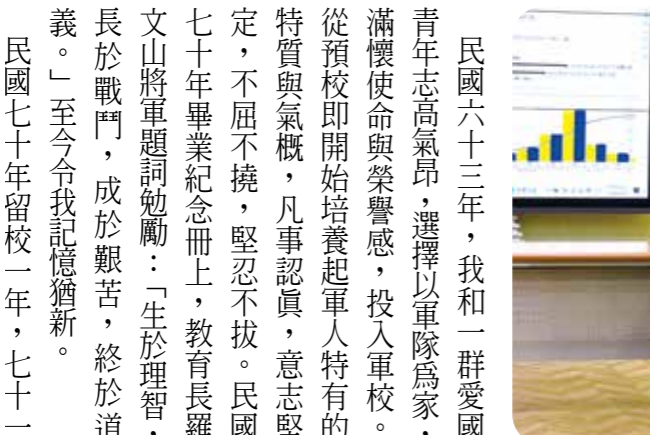 民國六十三年，我和一群愛國
青年志高氣昂，選擇以軍隊爲家，
滿懷使命與榮譽感，投入軍校。
從預校即開始培養起軍人特有的
特質與氣概，凡事認眞，意志堅
定，不屈不撓，堅忍不拔。民國
七十年畢業紀念冊上，教育長羅
文山將軍題詞勉勵：「生於理智，
長於戰鬥，成於艱苦，終於道
義。」至今令我記憶猶新。
民國七十年留校一年，七十一